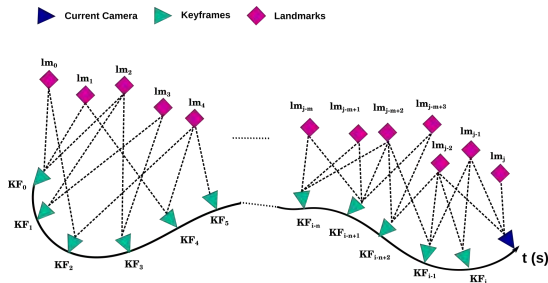 Current Camera Keyframes Landmarks
lm₀
lm₁
lm₂
lm₃
lm₄
lmⱼ₋ₘ
lmⱼ₋ₘ₊₁
lmⱼ₋ₘ₊₂
lmⱼ₋ₘ₊₃
lmⱼ₋₂
lmⱼ₋₁
lmⱼ
KF₀
KF₁
KF₂
KF₃
KF₄
KF₅
KFᵢ₋ₙ
KFᵢ₋ₙ₊₁
KFᵢ₋ₙ₊₂
KFᵢ₋₁
KFᵢ
t (s)